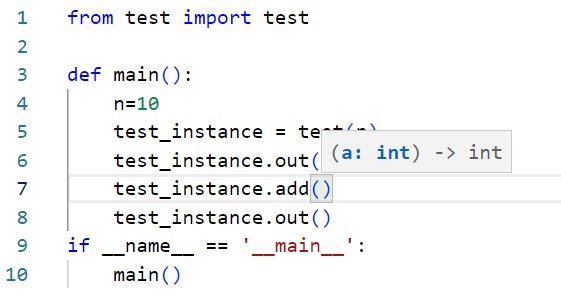 1 from test import test
2
3 def main():
4 n=10
5 test_instance = test(n)
6 test_instance.out(
(a: int) -> int
7 test_instance.add()
8 test_instance.out()
9 if __name__ == '__main__':
10 main()